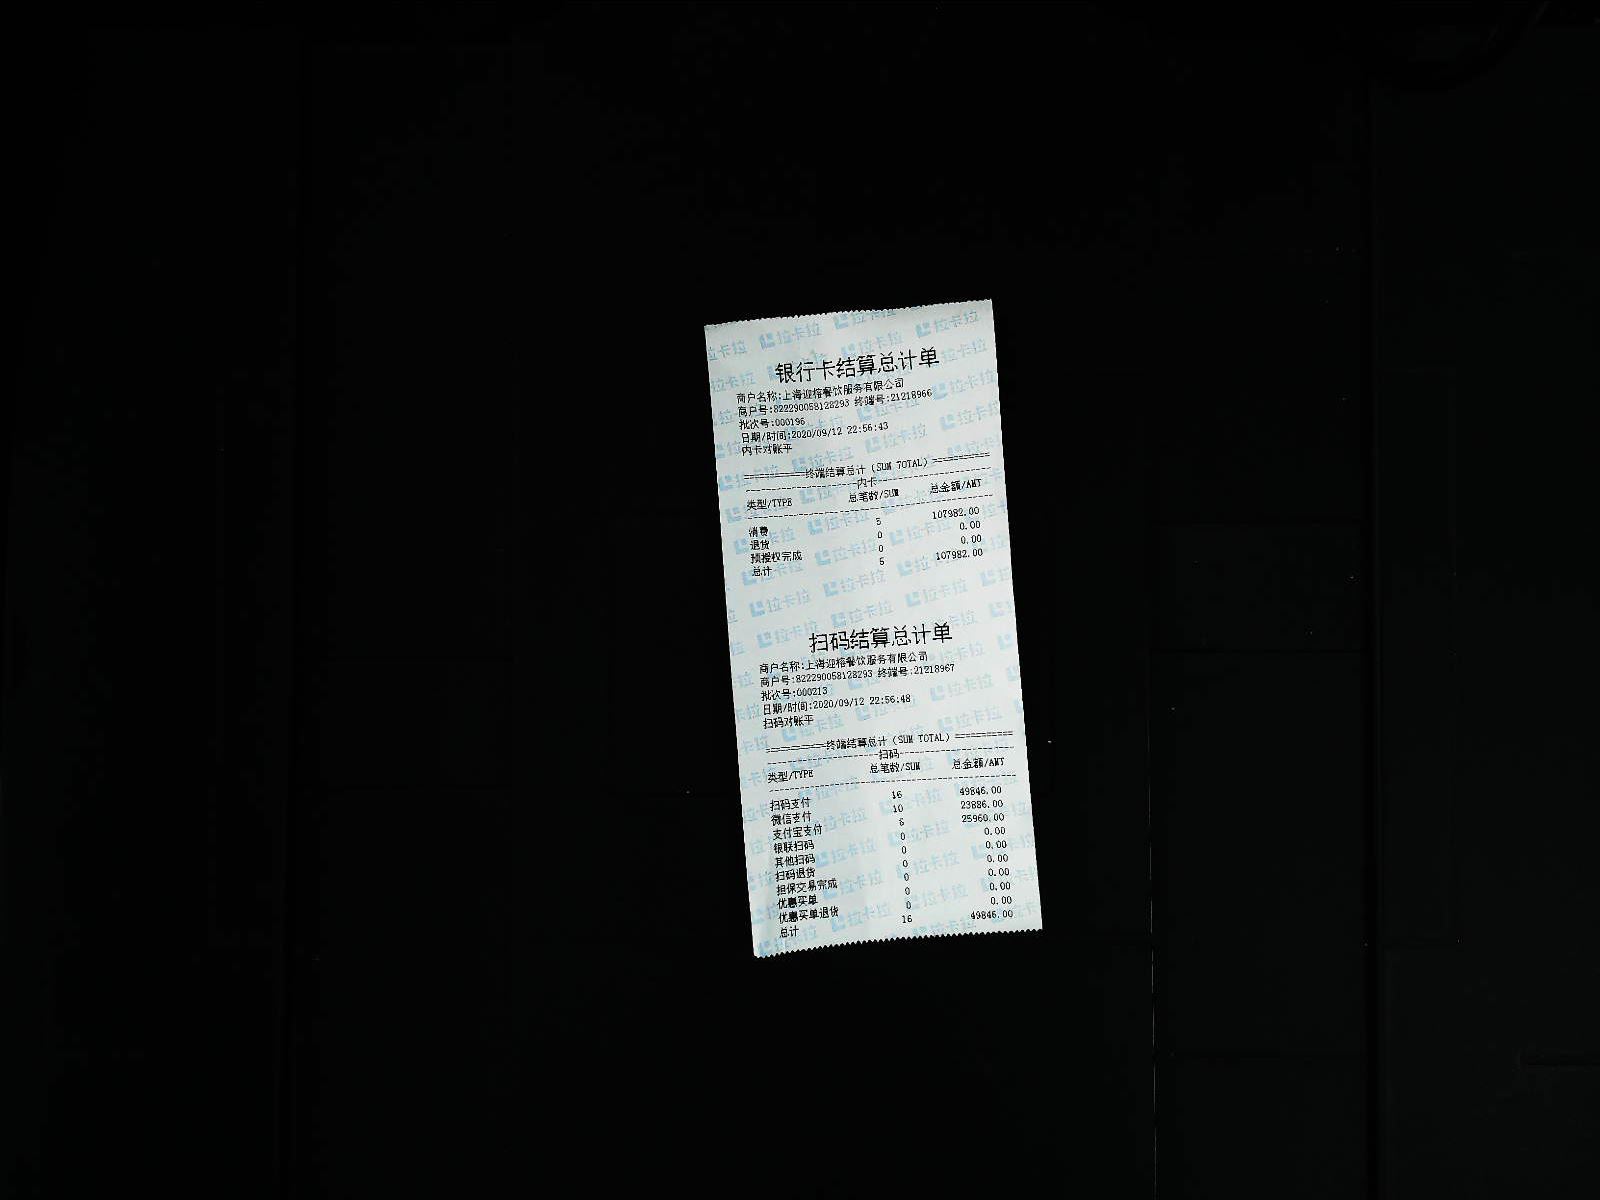 银行卡结算总计单
商户名称:上海迎榕餐饮服务有限公司
商户号:822290058128293 终端号:21218966
批次号:000196
日期/时间:2020/09/12 22:56:43
内卡对账平
==========终端结算总计(SUM TOTAL)==========
--------------------内卡--------------------
类型/TYPE 总笔数/SUM 总金额/AMT
消费 5 107982.00
退货 0 0.00
预授权完成 0 0.00
总计 5 107982.00
扫码结算总计单
商户名称:上海迎榕餐饮服务有限公司
商户号:822290058128293 终端号:21218967
批次号:000213
日期/时间:2020/09/12 22:56:48
扫码对账平
==========终端结算总计(SUM TOTAL)==========
--------------------扫码--------------------
类型/TYPE 总笔数/SUM 总金额/AMT
扫码支付 16 49846.00
微信支付 10 23886.00
支付宝支付 6 25960.00
银联扫码 0 0.00
其他扫码 0 0.00
扫码退货 0 0.00
担保交易完成 0 0.00
优惠买单 0 0.00
优惠买单退货 0 0.00
总计 16 49846.00